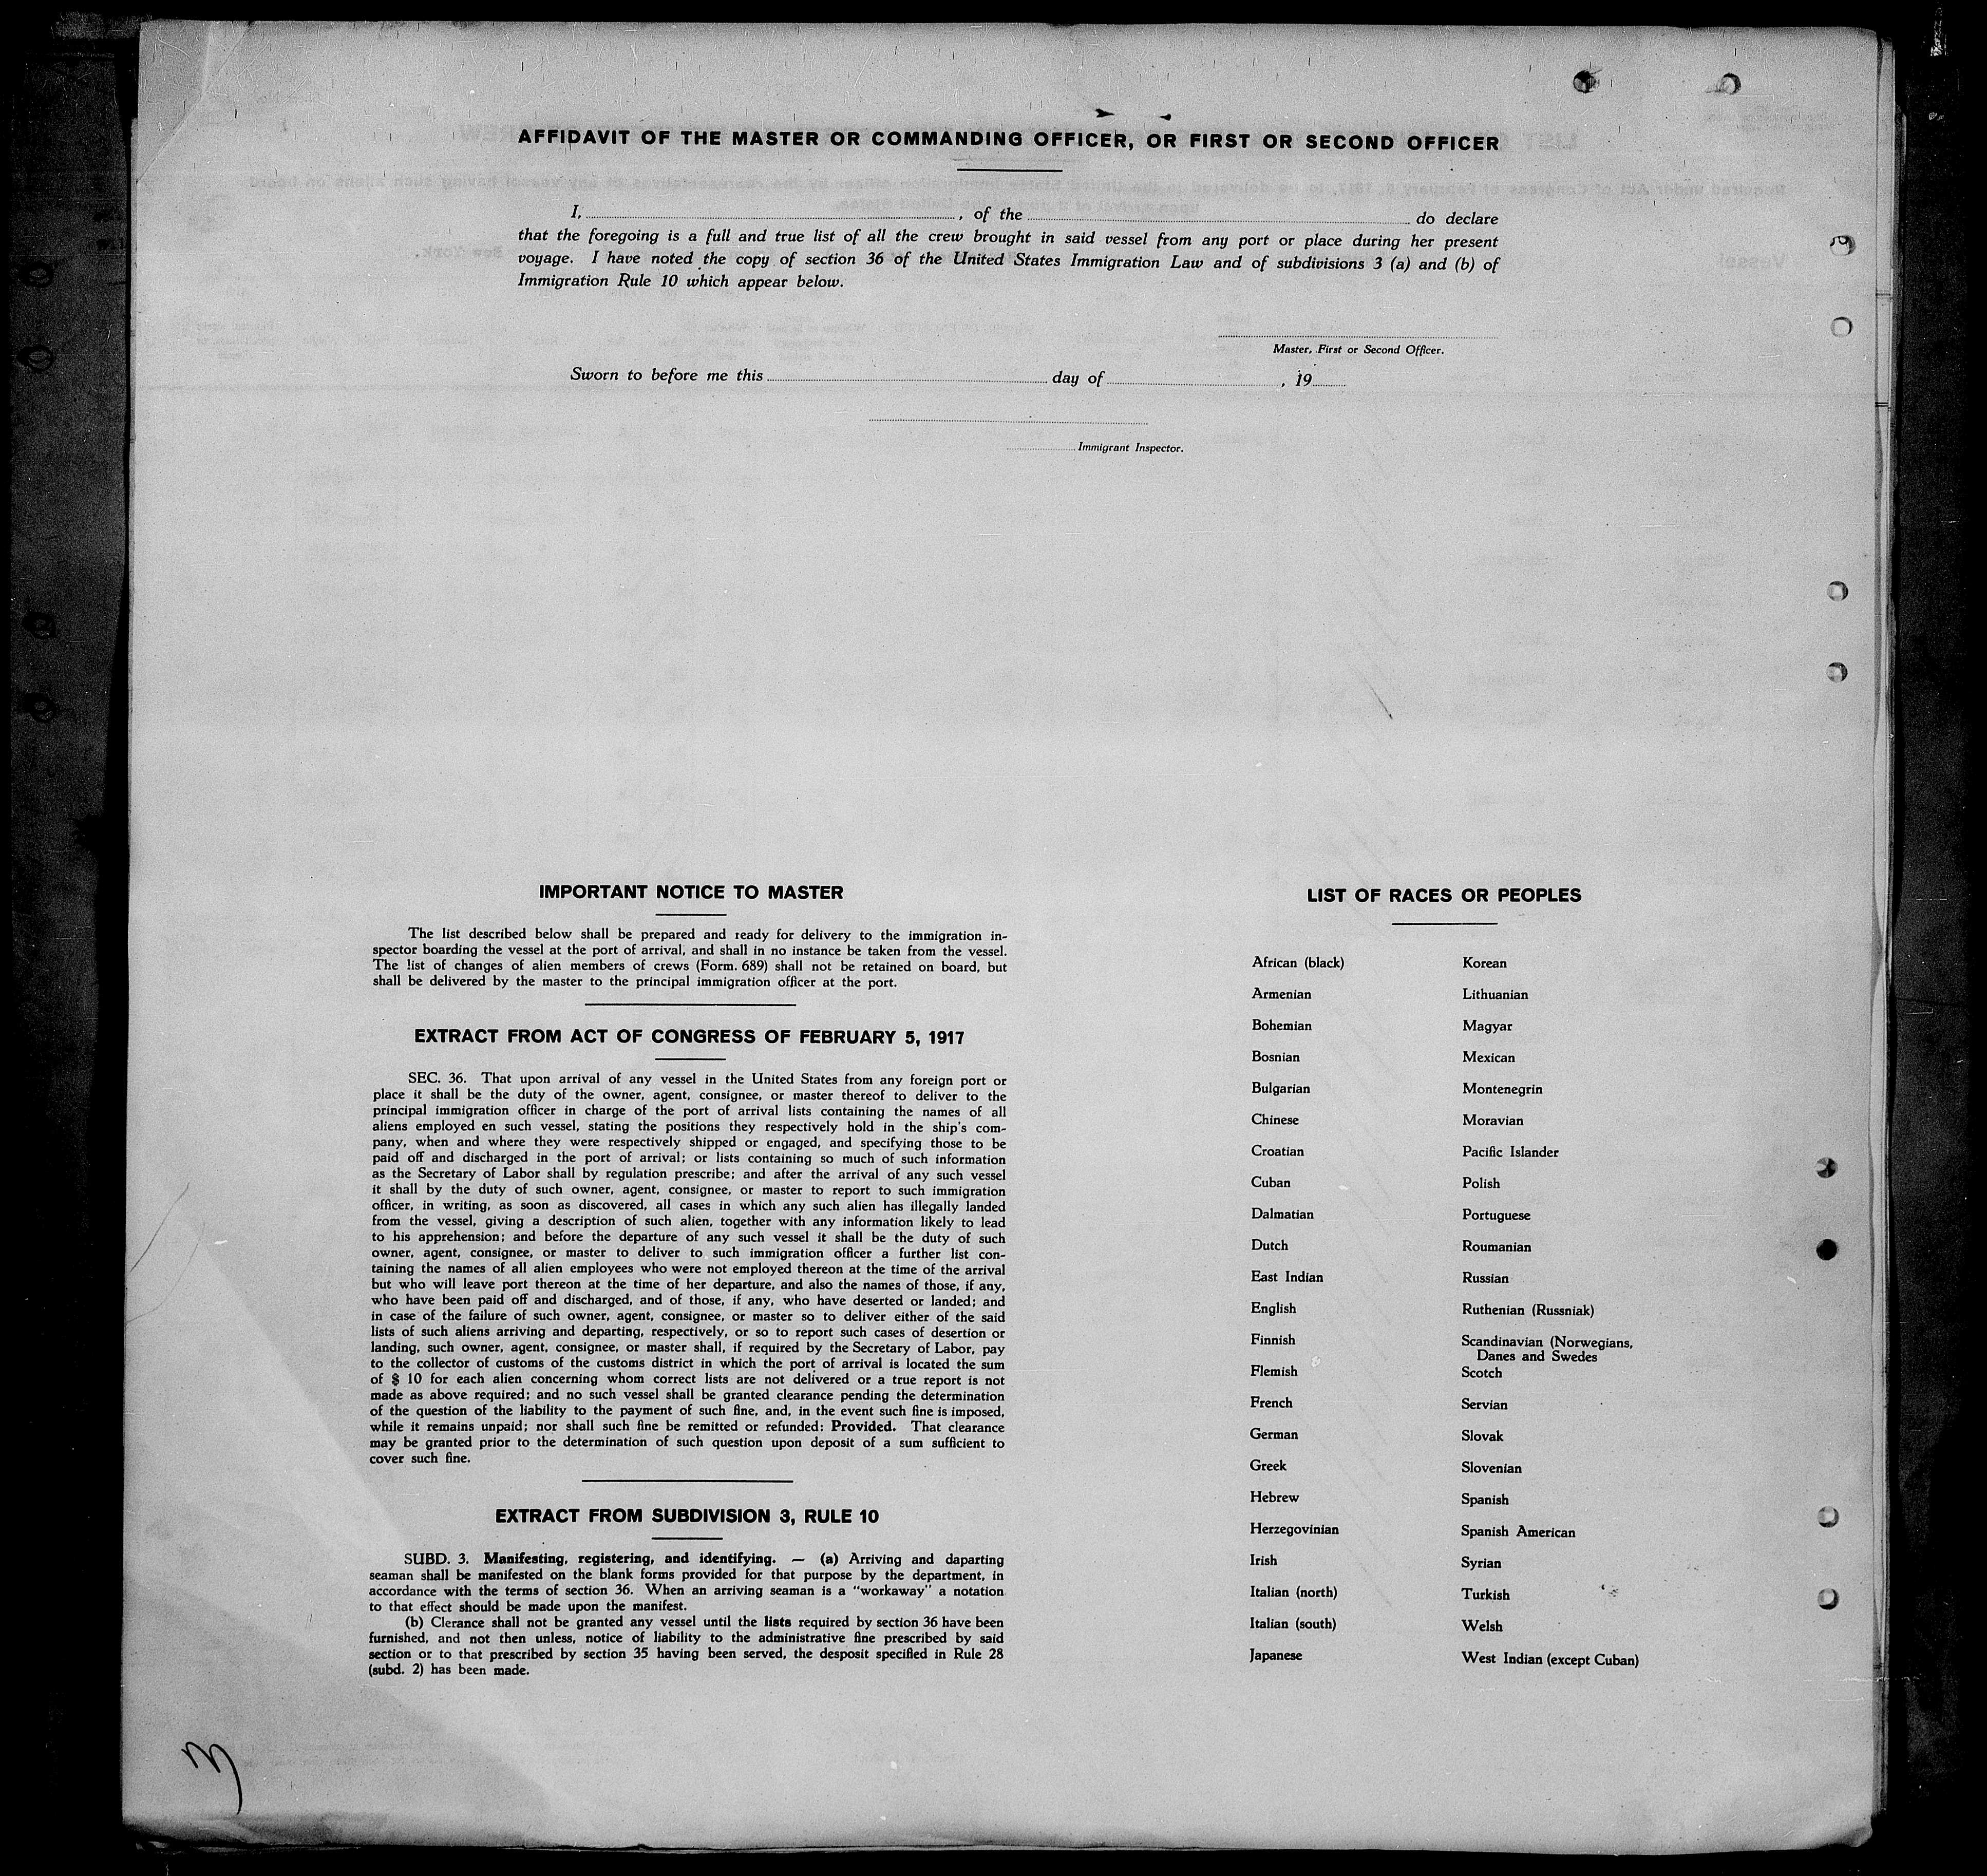 AFFIDAVIT OF THE MASTER OR COMMANDING OFFICER, OR FIRST OR SECOND OFFICER
I, , of the do declare
that the foregoing is a full and true list of all the crew brought in said vessel from any port or place during her present
voyage. I have noted the copy of section 36 of the United States Immigration Law and of subdivisions 3 (a) and (b) of
Immigration Rule 10 which appear below.
Master, First or Second Officer.
Sworn to before me this day of , 19
Immigrant Inspector.
IMPORTANT NOTICE TO MASTER
The list described below shall be prepared and ready for delivery to the immigration in-
spector boarding the vessel at the port of arrival, and shall in no instance be taken from the vessel.
The list of changes of alien members of crews (Form. 689) shall not be retained on board, but
shall be delivered by the master to the principal immigration officer at the port.
EXTRACT FROM ACT OF CONGRESS OF FEBRUARY 5, 1917
SEC. 36. That upon arrival of any vessel in the United States from any foreign port or
place it shall be the duty of the owner, agent, consignee, or master thereof to deliver to the
principal immigration officer in charge of the port of arrival lists containing the names of all
aliens employed en such vessel, stating the positions they respectively hold in the ship's com-
pany, when and where they were respectively shipped or engaged, and specifying those to be
paid off and discharged in the port of arrival; or lists containing so much of such information
as the Secretary of Labor shall by regulation prescribe; and after the arrival of any such vessel
it shall by the duty of such owner, agent, consignee, or master to report to such immigration
officer, in writing, as soon as discovered, all cases in which any such alien has illegally landed
from the vessel, giving a description of such alien, together with any information likely to lead
to his apprehension; and before the departure of any such vessel it shall be the duty of such
owner, agent, consignee, or master to deliver to such immigration officer a further list con-
taining the names of all alien employees who were not employed thereon at the time of the arrival
but who will leave port thereon at the time of her departure, and also the names of those, if any,
who have been paid off and discharged, and of those, if any, who have deserted or landed; and
in case of the failure of such owner, agent, consignee, or master so to deliver either of the said
lists of such aliens arriving and departing, respectively, or so to report such cases of desertion or
landing, such owner, agent, consignee, or master shall, if required by the Secretary of Labor, pay
to the collector of customs of the customs district in which the port of arrival is located the sum
of $ 10 for each alien concerning whom correct lists are not delivered or a true report is not
made as above required; and no such vessel shall be granted clearance pending the determination
of the question of the liability to the payment of such fine, and, in the event such fine is imposed,
while it remains unpaid; nor shall such fine be remitted or refunded: Provided. That clearance
may be granted prior to the determination of such question upon deposit of a sum sufficient to
cover such fine.
EXTRACT FROM SUBDIVISION 3, RULE 10
SUBD. 3. Manifesting, registering, and identifying. — (a) Arriving and daparting
seaman shall be manifested on the blank forms provided for that purpose by the department, in
accordance with the terms of section 36. When an arriving seaman is a "workaway" a notation
to that effect should be made upon the manifest.
(b) Clerance shall not be granted any vessel until the lists required by section 36 have been
furnished, and not then unless, notice of liability to the administrative fine prescribed by said
section or to that prescribed by section 35 having been served, the desposit specified in Rule 28
(subd. 2) has been made.
LIST OF RACES OR PEOPLES
African (black)
Armenian
Bohemian
Bosnian
Bulgarian
Chinese
Croatian
Cuban
Dalmatian
Dutch
East Indian
English
Finnish
Flemish
French
German
Greek
Hebrew
Herzegovinian
Irish
Italian (north)
Italian (south)
Japanese
Korean
Lithuanian
Magyar
Mexican
Montenegrin
Moravian
Pacific Islander
Polish
Portuguese
Roumanian
Russian
Ruthenian (Russniak)
Scandinavian (Norwegians,
Danes and Swedes
Scotch
Servian
Slovak
Slovenian
Spanish
Spanish American
Syrian
Turkish
Welsh
West Indian (except Cuban)